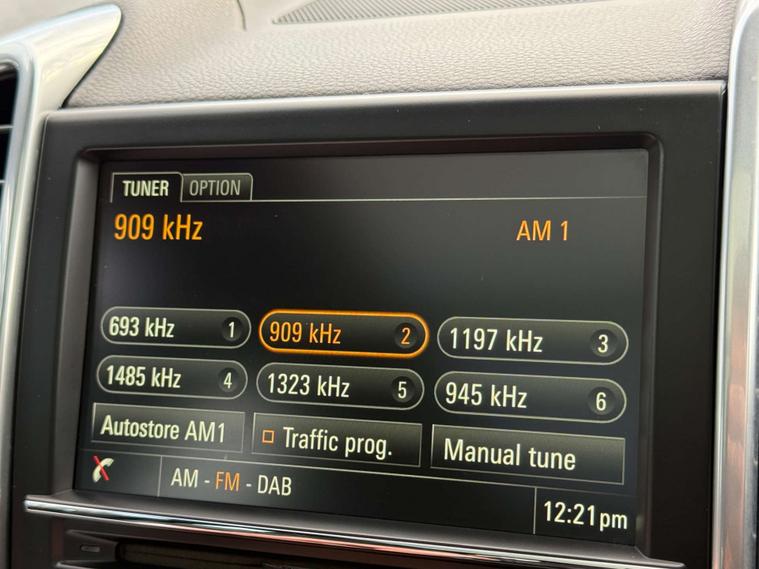 TUNER OPTION
909 kHz AM 1
693 kHz 1 909 kHz 2 1197 kHz 3
1485 kHz 4 1323 kHz 5 945 kHz 6
Autostore AM1 Traffic prog. Manual tune
AM - FM - DAB 12:21pm